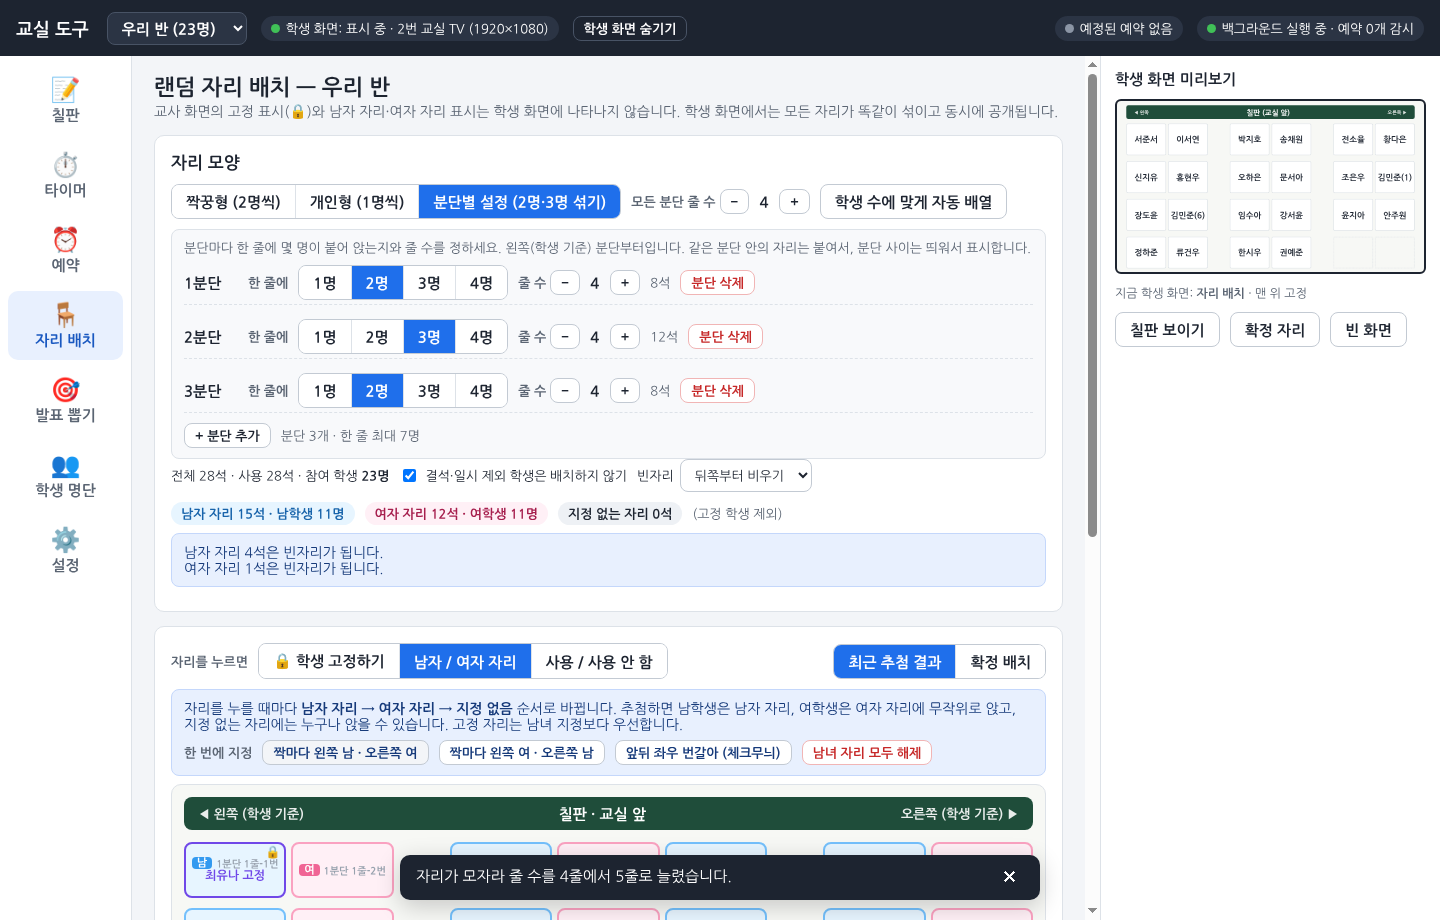 교실 도구
우리 반 (23명)
학생 화면: 표시 중 · 2번 교실 TV (1920×1080)
학생 화면 숨기기
예정된 예약 없음
백그라운드 실행 중 · 예약 0개 감시
칠판
타이머
예약
자리 배치
발표 뽑기
학생 명단
설정
랜덤 자리 배치 — 우리 반
교사 화면의 고정 표시(🔒)와 남자 자리·여자 자리 표시는 학생 화면에 나타나지 않습니다. 학생 화면에서는 모든 자리가 똑같이 섞이고 동시에 공개됩니다.
자리 모양
짝꿍형 (2명씩) 개인형 (1명씩) 분단별 설정 (2명·3명 섞기) 모든 분단 줄 수 − 4 + 학생 수에 맞게 자동 배열
분단마다 한 줄에 몇 명이 붙어 앉는지와 줄 수를 정하세요. 왼쪽(학생 기준) 분단부터입니다. 같은 분단 안의 자리는 붙여서, 분단 사이는 띄워서 표시합니다.
1분단 한 줄에 1명 2명 3명 4명 줄 수 − 4 + 8석 분단 삭제
2분단 한 줄에 1명 2명 3명 4명 줄 수 − 4 + 12석 분단 삭제
3분단 한 줄에 1명 2명 3명 4명 줄 수 − 4 + 8석 분단 삭제
+ 분단 추가 분단 3개 · 한 줄 최대 7명
전체 28석 · 사용 28석 · 참여 학생 23명 결석·일시 제외 학생은 배치하지 않기 빈자리 뒤쪽부터 비우기
남자 자리 15석 · 남학생 11명 여자 자리 12석 · 여학생 11명 지정 없는 자리 0석 (고정 학생 제외)
남자 자리 4석은 빈자리가 됩니다.
여자 자리 1석은 빈자리가 됩니다.
자리를 누르면 🔒 학생 고정하기 남자 / 여자 자리 사용 / 사용 안 함 최근 추첨 결과 확정 배치
자리를 누를 때마다 남자 자리 → 여자 자리 → 지정 없음 순서로 바뀝니다. 추첨하면 남학생은 남자 자리, 여학생은 여자 자리에 무작위로 앉고,
지정 없는 자리에는 누구나 앉을 수 있습니다. 고정 자리는 남녀 지정보다 우선합니다.
한 번에 지정 짝마다 왼쪽 남 · 오른쪽 여 짝마다 왼쪽 여 · 오른쪽 남 앞뒤 좌우 번갈아 (체크무늬) 남녀 자리 모두 해제
◀ 왼쪽 (학생 기준) 칠판 · 교실 앞 오른쪽 (학생 기준) ▶
남 1분단 1줄-1번
최유나 고정
여 1분단 1줄-2번
자리가 모자라 줄 수를 4줄에서 5줄로 늘렸습니다. ✕
학생 화면 미리보기
◀ 왼쪽 칠판 (교실 앞) 오른쪽 ▶
서준서 이서연 박지호 송채원 전소율 황다은
신지유 홍현우 오하은 문서아 조은우 김민준(1)
장도윤 김민준(6) 임수아 강서윤 윤지아 안주원
정하준 류건우 한시우 권예준
지금 학생 화면: 자리 배치 · 맨 위 고정
칠판 보이기 확정 자리 빈 화면